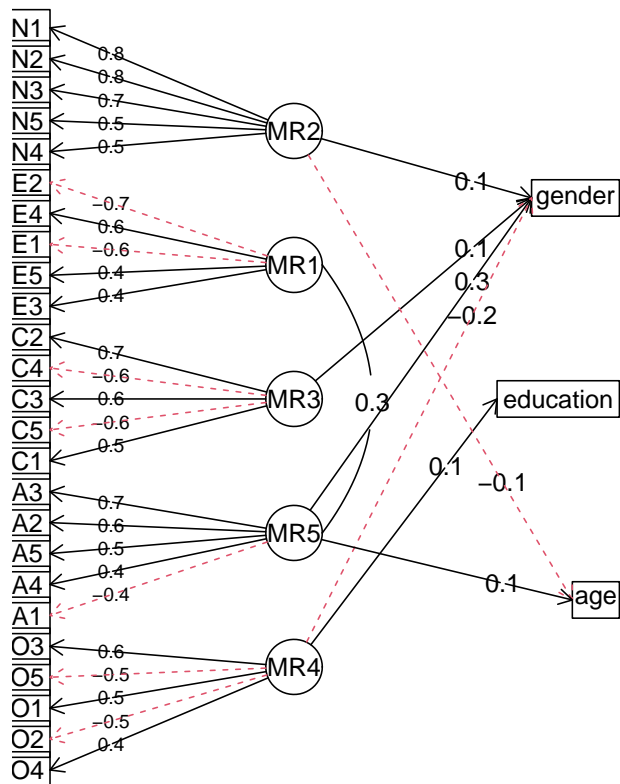 N1
N2
N3
N5
N4
E2
E4
E1
E5
E3
C2
C4
C3
C5
C1
A3
A2
A5
A4
A1
O3
O5
O1
O2
O4
0.8
0.8
0.7
0.5
0.5
−0.7
0.6
−0.6
0.4
0.4
0.7
−0.6
0.6
−0.6
0.5
0.7
0.6
0.5
0.4
−0.4
0.6
−0.5
0.5
−0.5
0.4
MR2
MR1
MR3
MR5
MR4
0.3
0.1
0.1
0.3
−0.2
0.1
−0.1
0.1
gender
education
age